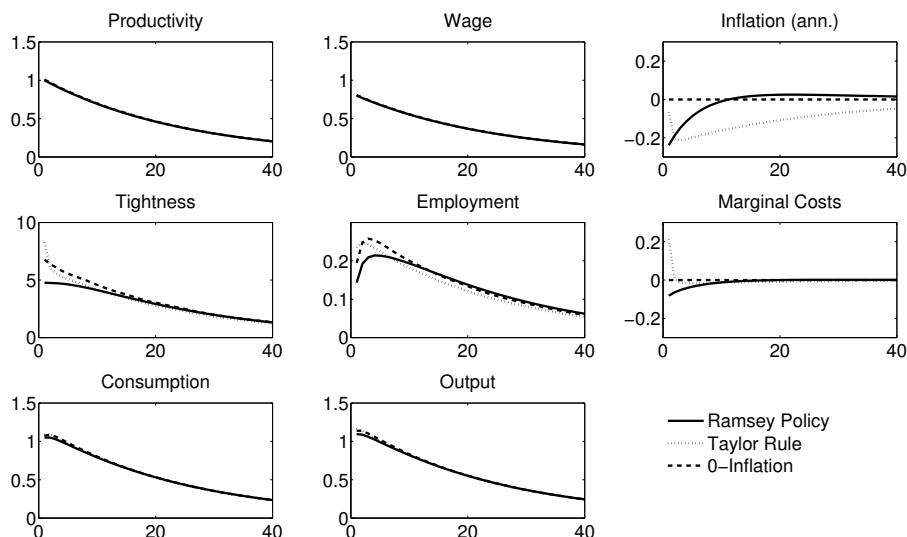 Productivity
Wage
Inflation (ann.)
1.5
1
0.5
0
0 20 40
1.5
1
0.5
0
0 20 40
0.2
0
−0.2
0 20 40
Tightness
Employment
Marginal Costs
10
5
0
0 20 40
0.2
0.1
0
0 20 40
0.2
0
−0.2
0 20 40
Consumption
Output
1.5
1
0.5
0
0 20 40
1.5
1
0.5
0
0 20 40
Ramsey Policy
Taylor Rule
0−Inflation